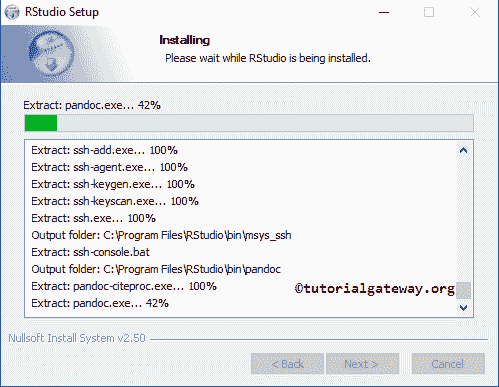 RStudio Setup
Installing
Please wait while RStudio is being installed.
Extract: pandoc.exe... 42%
Extract: ssh-add.exe... 100%
Extract: ssh-agent.exe... 100%
Extract: ssh-keygen.exe... 100%
Extract: ssh-keyscan.exe... 100%
Extract: ssh.exe... 100%
Output folder: C:\Program Files\RStudio\bin\msys_ssh
Extract: ssh-console.bat
Output folder: C:\Program Files\RStudio\bin\pandoc
Extract: pandoc-citeproc.exe... 100%
©tutorialgateway.org
Extract: pandoc.exe... 42%
Nullsoft Install System v2.50
< Back Next > Cancel